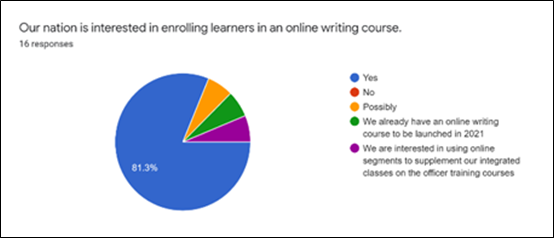 Our nation is interested in enrolling learners in an online writing course.
16 responses
Yes
No
Possibly
We already have an online writing
course to be launched in 2021
We are interested in using online
segments to supplement our integrated
classes on the officer training courses
81.3%